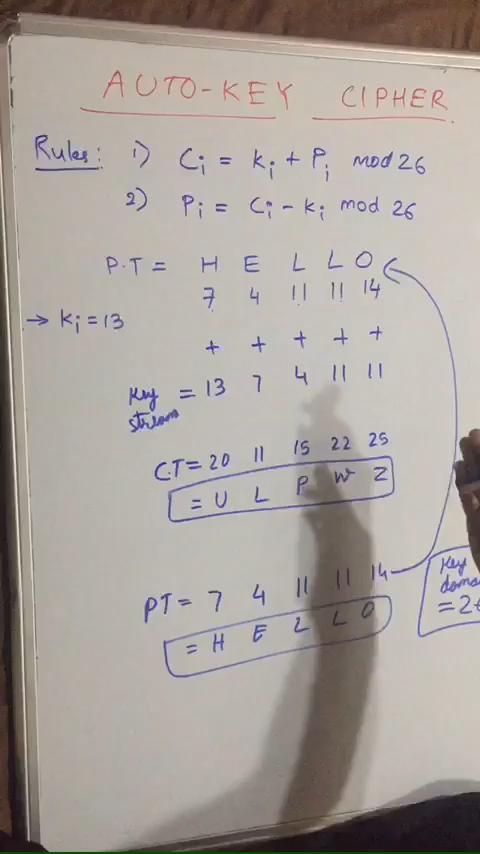 AUTO-KEY CIPHER
Rules: 1) Ci = ki + Pi mod 26
2) Pi = Ci - ki mod 26
P.T = H E L L O
7 4 11 11 14
→ Ki = 13
+ + + + +
Key stream = 13 7 4 11 11
C.T = 20 11 15 22 25
= U L P W Z
PT = 7 4 11 11 14
= H E L L O
Key
= 2